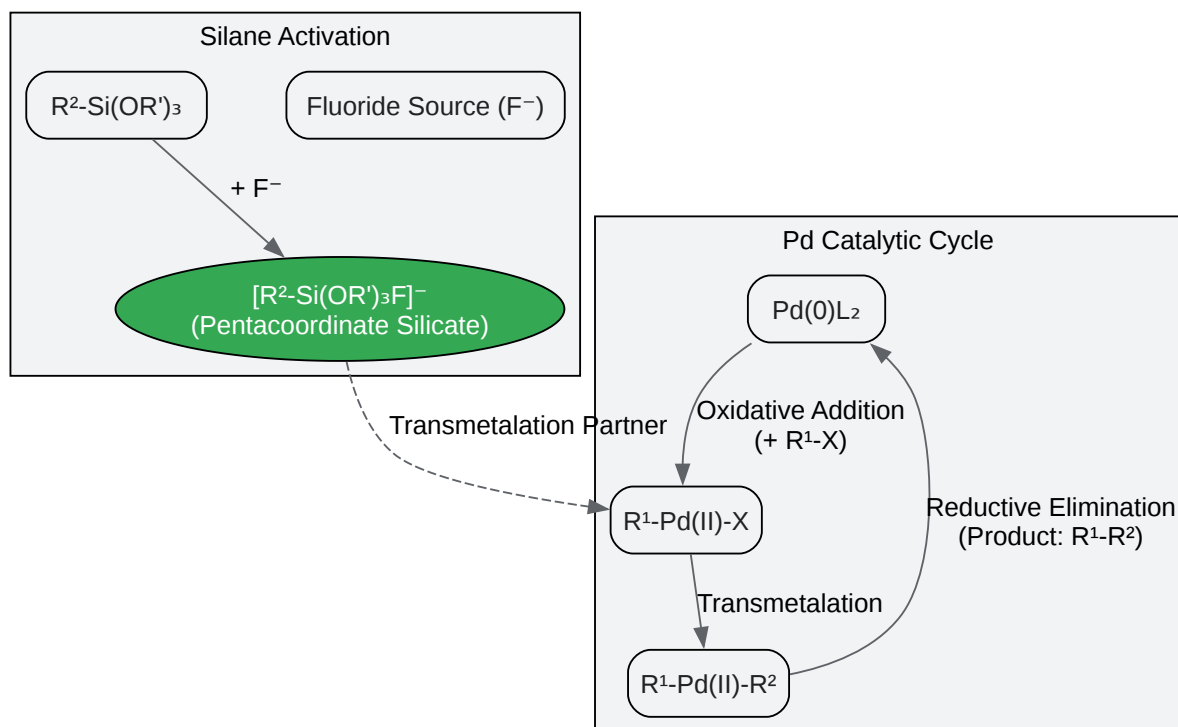 Silane Activation
R²-Si(OR')₃
Fluoride Source (F⁻)
+ F⁻
[R²-Si(OR')₃F]⁻
(Pentacoordinate Silicate)
Transmetalation Partner
Pd Catalytic Cycle
Pd(0)L₂
Oxidative Addition
(+ R¹-X)
R¹-Pd(II)-X
Reductive Elimination
(Product: R¹-R²)
Transmetalation
R¹-Pd(II)-R²